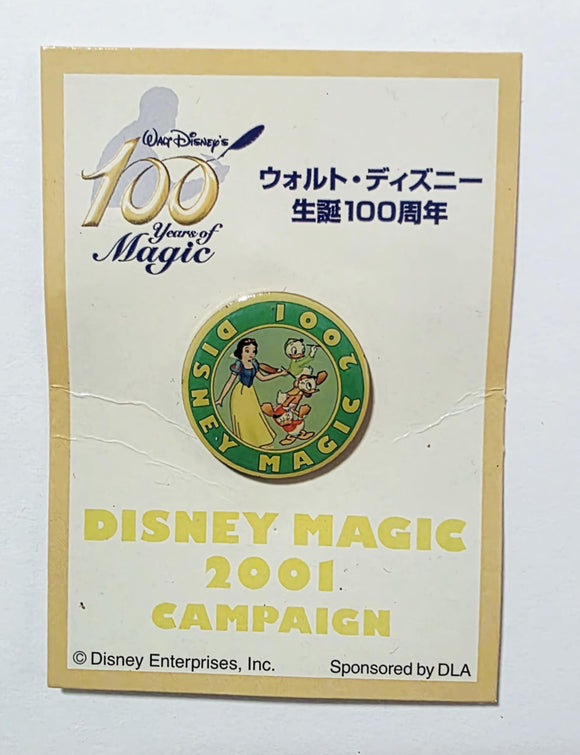 WALT DISNEY'S
100
Years of
Magic
ウォルト・ディズニー
生誕100周年
DISNEY MAGIC 2001
DISNEY MAGIC
2001
CAMPAIGN
© Disney Enterprises, Inc.
Sponsored by DLA